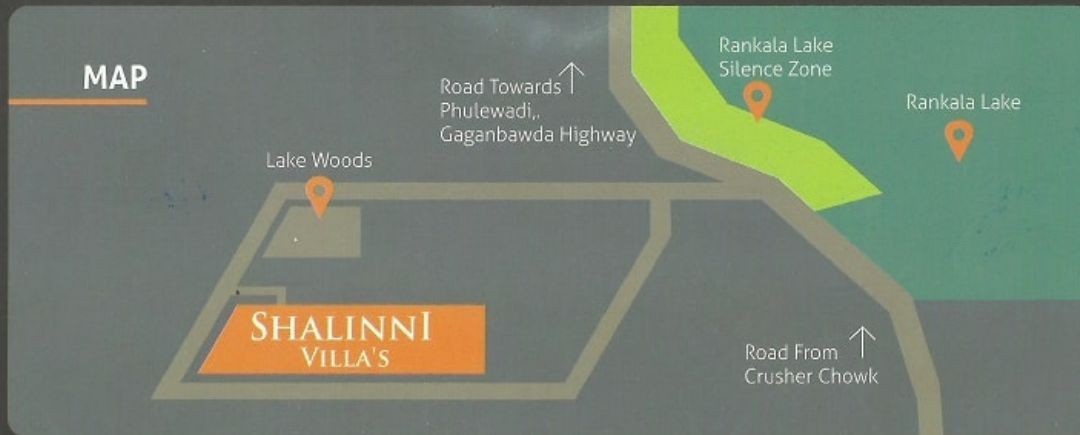 MAP
Road Towards
Phulewadi,.
Gaganbawda Highway
Rankala Lake
Silence Zone
Rankala Lake
Lake Woods
SHALINNI
VILLA'S
Road From
Crusher Chowk